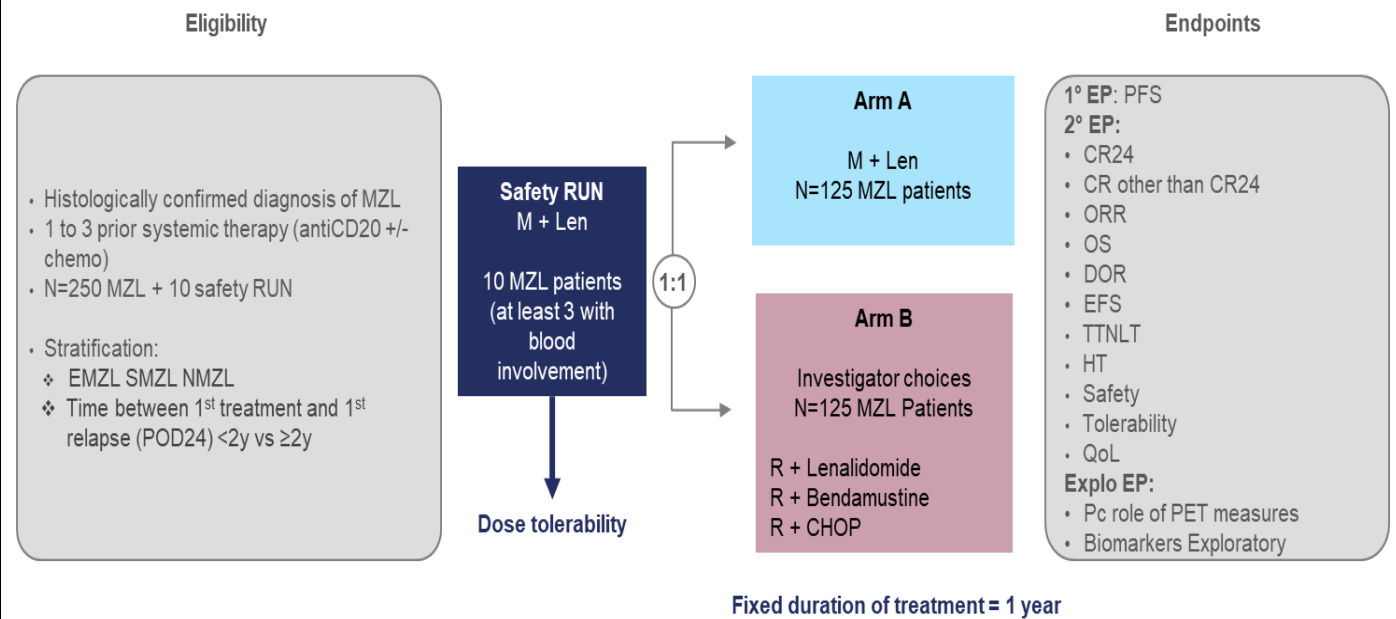 Eligibility
• Histologically confirmed diagnosis of MZL
• 1 to 3 prior systemic therapy (antiCD20 +/-
chemo)
• N=250 MZL + 10 safety RUN
• Stratification:
❖ EMZL SMZL NMZL
❖ Time between 1st treatment and 1st
relapse (POD24) <2y vs ≥2y
Safety RUN
M + Len
10 MZL patients
(at least 3 with
blood
involvement)
Dose tolerability
1:1
Arm A
M + Len
N=125 MZL patients
Arm B
Investigator choices
N=125 MZL Patients
R + Lenalidomide
R + Bendamustine
R + CHOP
Fixed duration of treatment = 1 year
Endpoints
1° EP: PFS
2° EP:
• CR24
• CR other than CR24
• ORR
• OS
• DOR
• EFS
• TTNLT
• HT
• Safety
• Tolerability
• QoL
Explo EP:
• Pc role of PET measures
• Biomarkers Exploratory